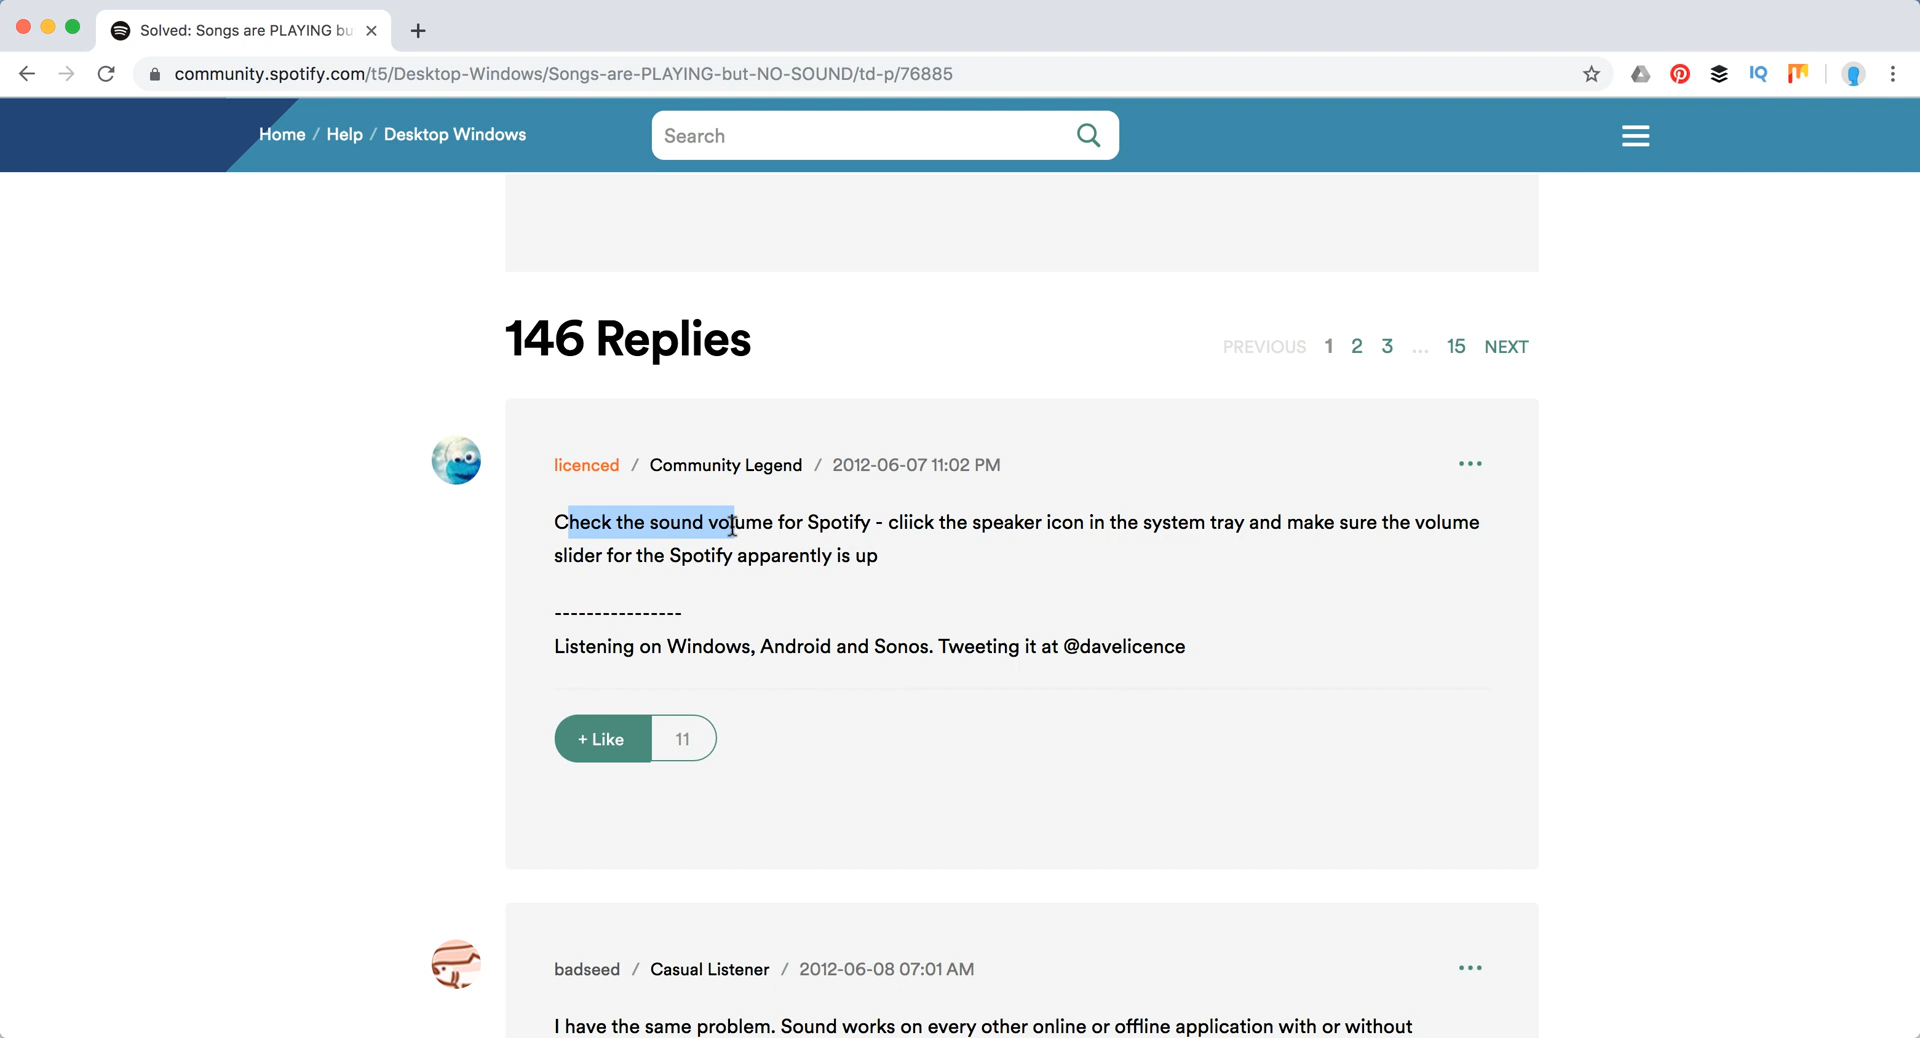 Solved: Songs are PLAYING bu
community.spotify.com/t5/Desktop-Windows/Songs-are-PLAYING-but-NO-SOUND/td-p/76885
IQ
Home / Help / Desktop Windows
Search
146 Replies
PREVIOUS 1 2 3 ... 15 NEXT
licenced / Community Legend / 2012-06-07 11:02 PM
Check the sound volume for Spotify - cliick the speaker icon in the system tray and make sure the volume
slider for the Spotify apparently is up
----------------
Listening on Windows, Android and Sonos. Tweeting it at @davelicence
+ Like 11
badseed / Casual Listener / 2012-06-08 07:01 AM
I have the same problem. Sound works on every other online or offline application with or without